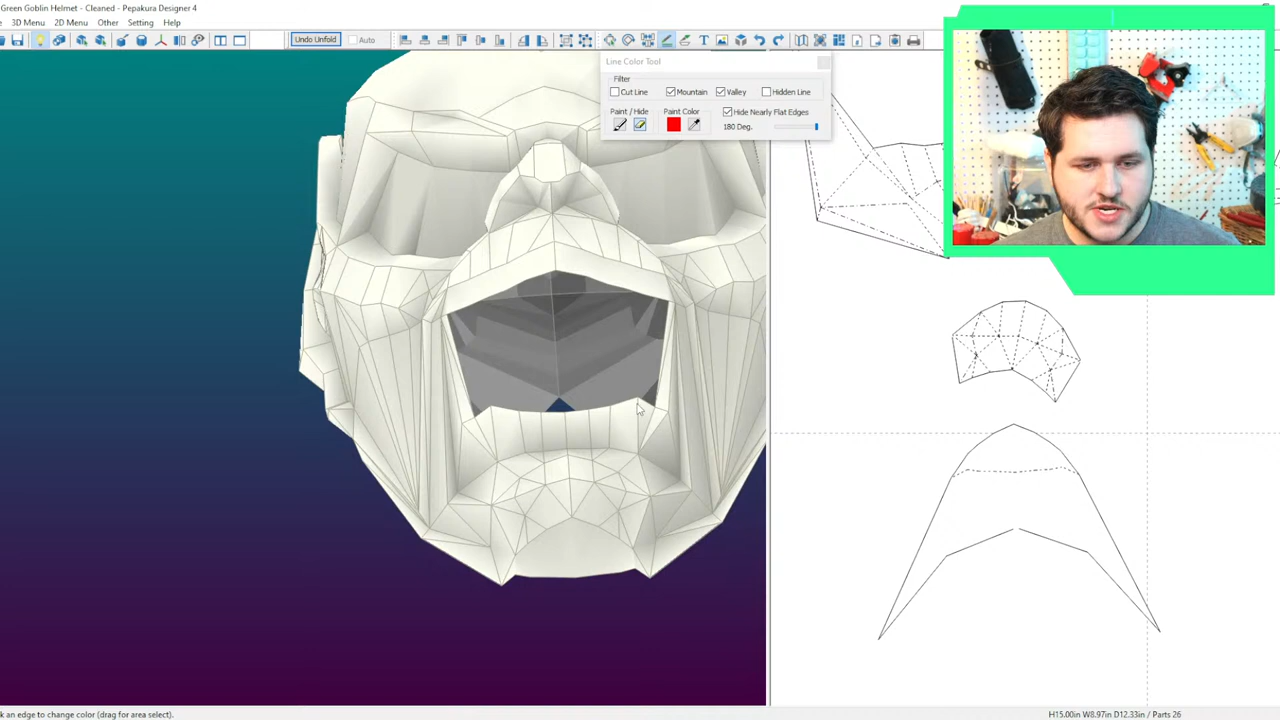 Green Goblin Helmet - Cleaned - Pepakura Designer 4
3D Menu 2D Menu Other Setting Help
Undo Unfold Auto
Line Color Tool
Filter
Cut Line Mountain Valley Hidden Line
Paint / Hide Paint Color Hide Nearly Flat Edges
180 Deg.
k an edge to change color (drag for area select).
H15.00in W8.97in D12.33in / Parts 26